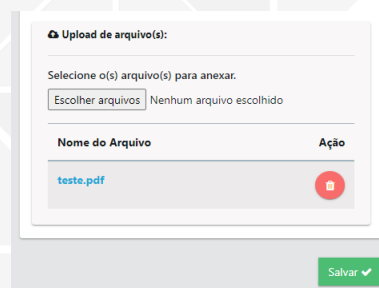 Upload de arquivo(s):
Selecione o(s) arquivo(s) para anexar.
Escolher arquivos Nenhum arquivo escolhido
Nome do Arquivo Ação
teste.pdf
Salvar